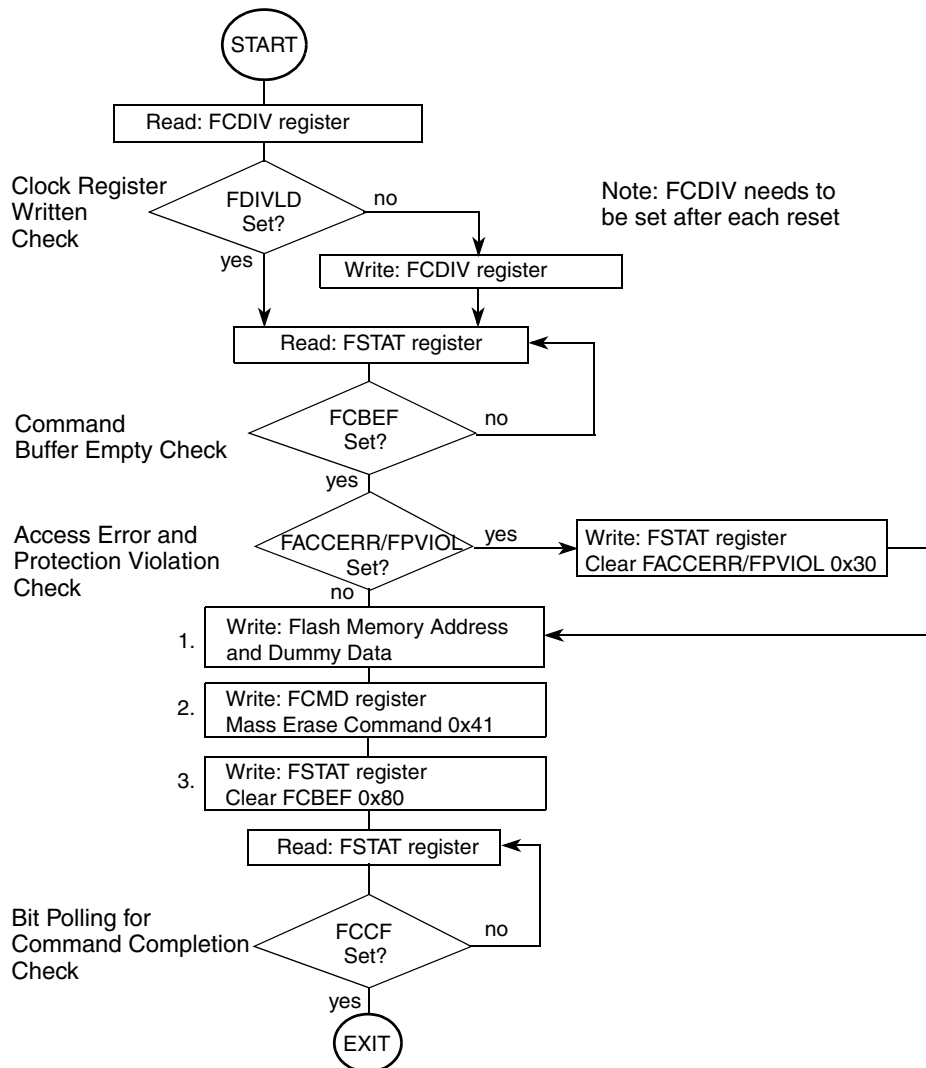 START
Read: FCDIV register
Clock Register
Written
Check
FDIVLD
Set?
no
yes
Note: FCDIV needs to
be set after each reset
Write: FCDIV register
Read: FSTAT register
Command
Buffer Empty Check
FCBEF
Set?
no
yes
Access Error and
Protection Violation
Check
FACCERR/FPVIOL
Set?
yes
no
Write: FSTAT register
Clear FACCERR/FPVIOL 0x30
1.
Write: Flash Memory Address
and Dummy Data
2.
Write: FCMD register
Mass Erase Command 0x41
3.
Write: FSTAT register
Clear FCBEF 0x80
Read: FSTAT register
Bit Polling for
Command Completion
Check
FCCF
Set?
no
yes
EXIT